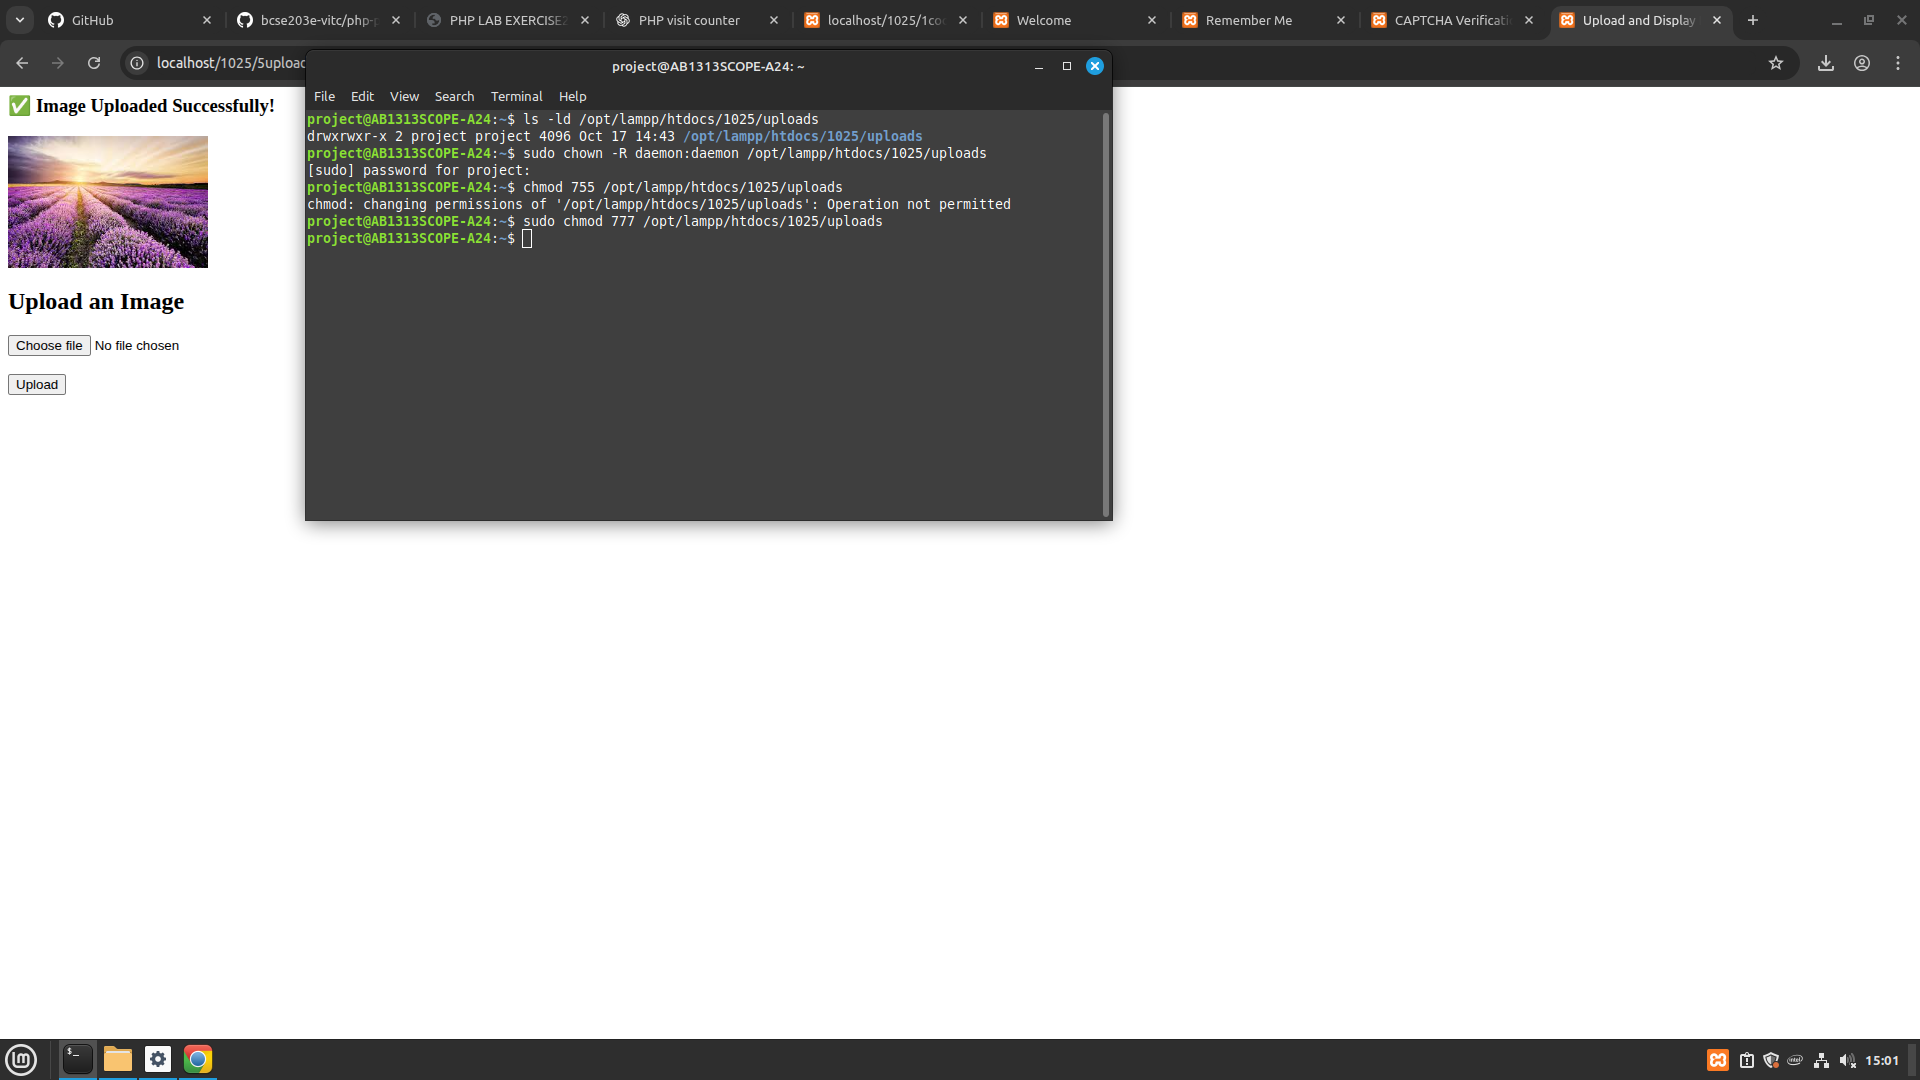 GitHub
bcse203e-vitc/php-p
PHP LAB EXERCISE2
PHP visit counter
localhost/1025/1coo
Welcome
Remember Me
CAPTCHA Verificatio
Upload and Display
localhost/1025/5upload
project@AB1313SCOPE-A24: ~
File Edit View Search Terminal Help
project@AB1313SCOPE-A24:~$ ls -ld /opt/lampp/htdocs/1025/uploads
drwxrwxr-x 2 project project 4096 Oct 17 14:43 /opt/lampp/htdocs/1025/uploads
project@AB1313SCOPE-A24:~$ sudo chown -R daemon:daemon /opt/lampp/htdocs/1025/uploads
[sudo] password for project:
project@AB1313SCOPE-A24:~$ chmod 755 /opt/lampp/htdocs/1025/uploads
chmod: changing permissions of '/opt/lampp/htdocs/1025/uploads': Operation not permitted
project@AB1313SCOPE-A24:~$ sudo chmod 777 /opt/lampp/htdocs/1025/uploads
project@AB1313SCOPE-A24:~$
✅ Image Uploaded Successfully!
Upload an Image
Choose file No file chosen
Upload
15:01